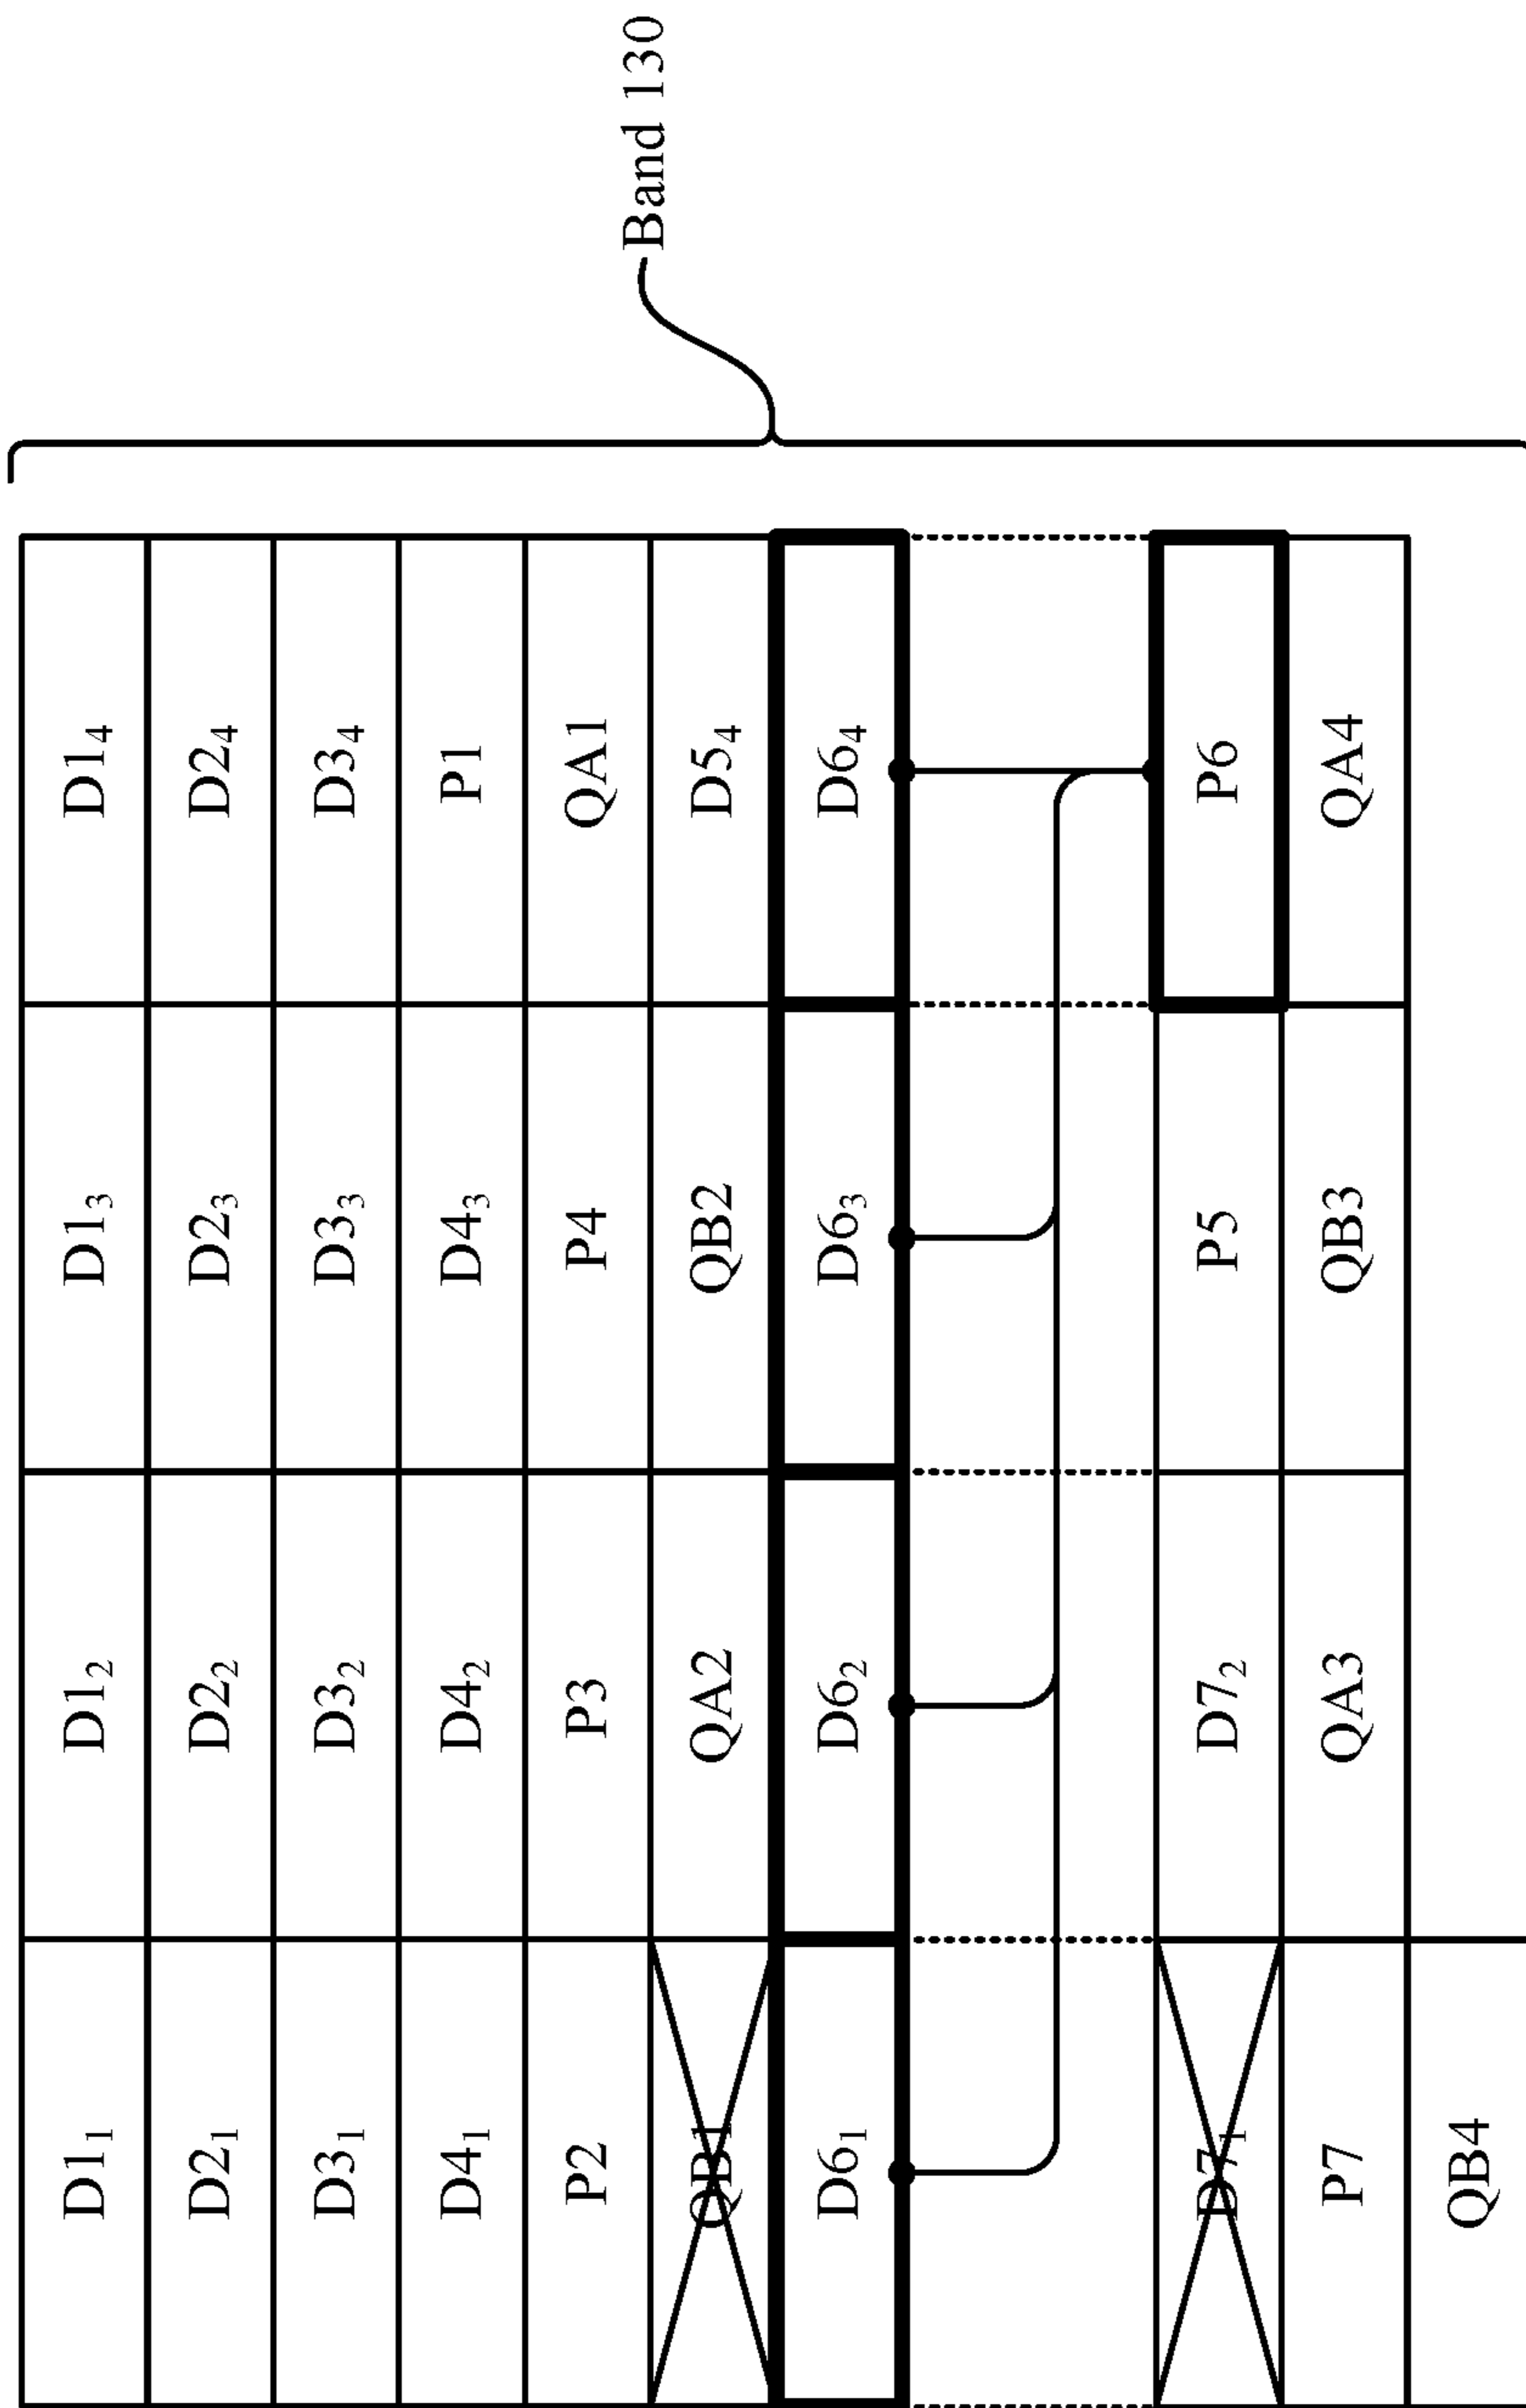 D1₁ D1₂ D1₃ D1₄
D2₁ D2₂ D2₃ D2₄
D3₁ D3₂ D3₃ D3₄
D4₁ D4₂ D4₃ P1
P2 P3 P4 QA1
QB1 QA2 QB2 D5₄
D6₁ D6₂ D6₃ D6₄
D7₁ D7₂ P5 P6
P7 QA3 QB3 QA4
QB4
Band 130